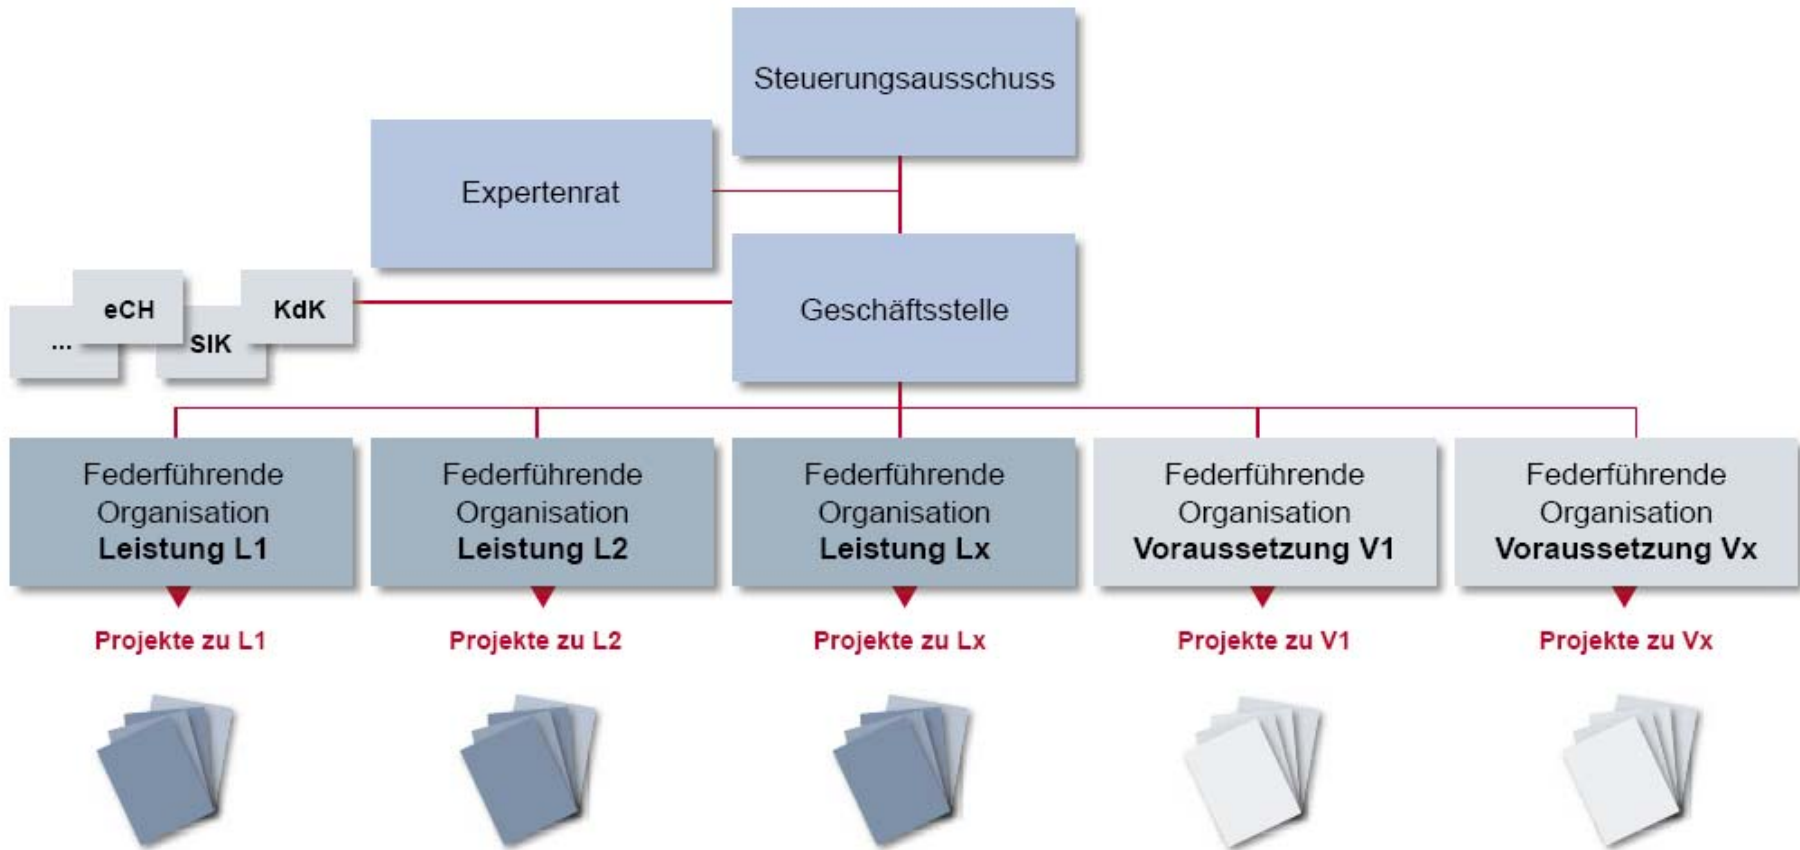 Steuerungsausschuss
Expertenrat
Geschäftsstelle
eCH
KdK
...
SIK
Federführende
Organisation
Leistung L1
Federführende
Organisation
Leistung L2
Federführende
Organisation
Leistung Lx
Federführende
Organisation
Voraussetzung V1
Federführende
Organisation
Voraussetzung Vx
Projekte zu L1
Projekte zu L2
Projekte zu Lx
Projekte zu V1
Projekte zu Vx